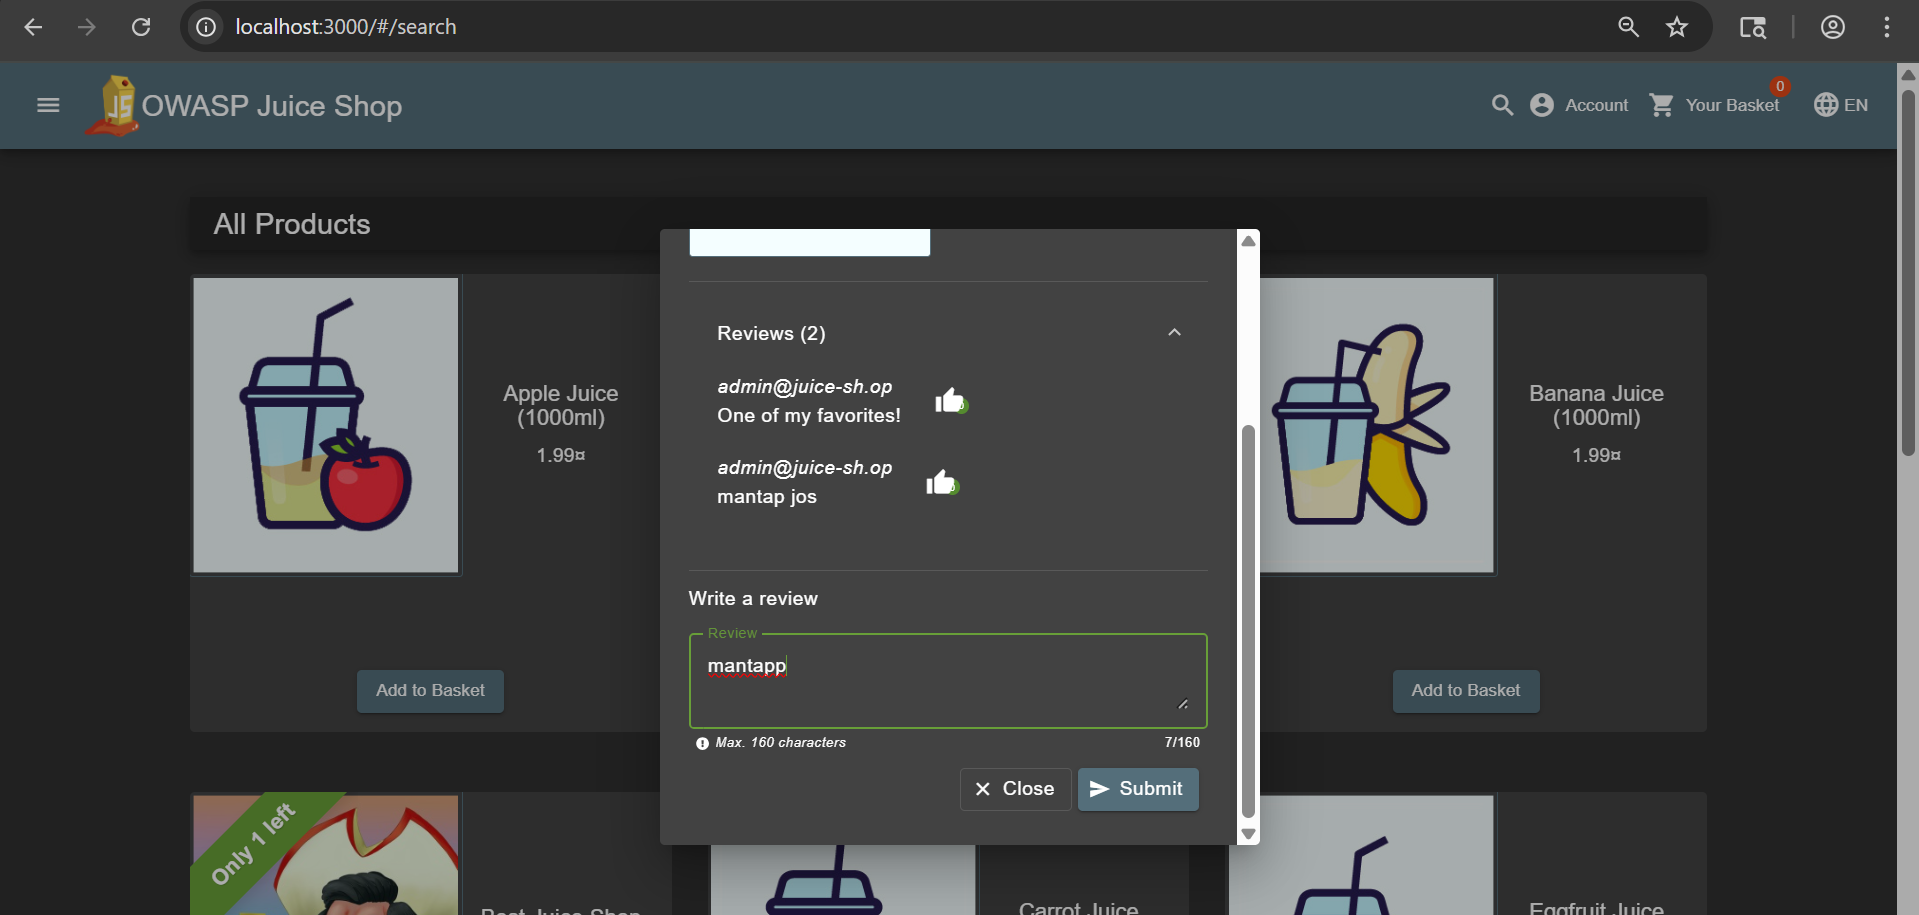 localhost:3000/#/search
OWASP Juice Shop
Account
Your Basket
0
EN
All Products
Apple Juice
(1000ml)
1.99¤
Add to Basket
Reviews (2)
admin@juice-sh.op
One of my favorites!
admin@juice-sh.op
mantap jos
Write a review
Review
mantapp
Max. 160 characters
7/160
Close
Submit
Banana Juice
(1000ml)
1.99¤
Add to Basket
Only 1 left
Best Juice Shop
Carrot Juice
Eggfruit Juice